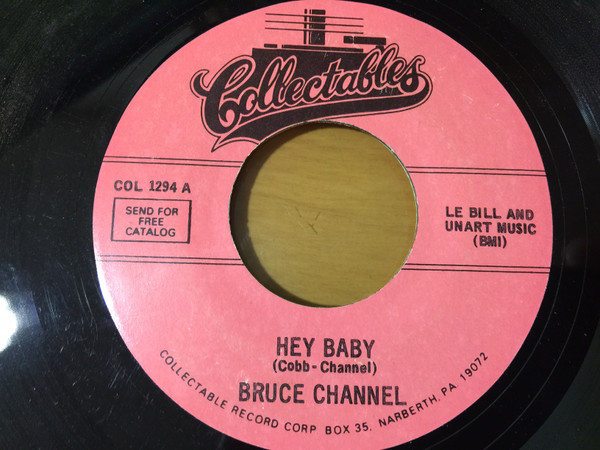 Collectables
COL 1294 A
SEND FOR
FREE
CATALOG
LE BILL AND
UNART MUSIC
(BMI)
HEY BABY
(Cobb-Channel)
BRUCE CHANNEL
COLLECTABLE RECORD CORP BOX 35, NARBERTH, PA 19072